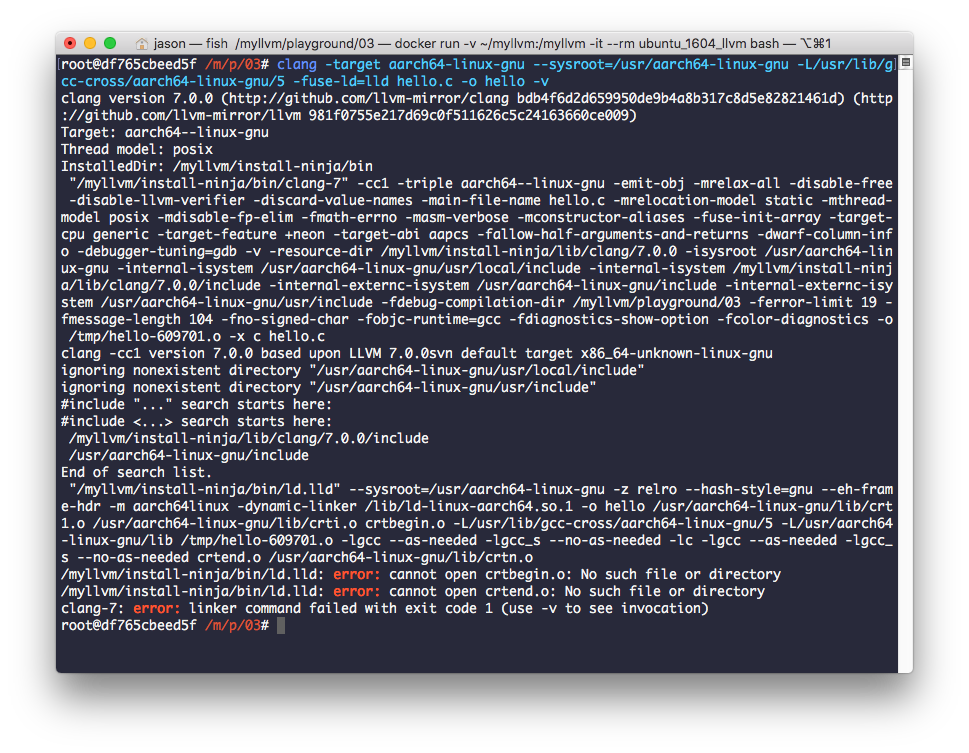 jason — fish  /myllvm/playground/03 — docker run -v ~/myllvm:/myllvm -it --rm ubuntu_1604_llvm bash — ⌥⌘1
[root@df765cbeed5f /m/p/03# clang -target aarch64-linux-gnu --sysroot=/usr/aarch64-linux-gnu -L/usr/lib/g]
cc-cross/aarch64-linux-gnu/5 -fuse-ld=lld hello.c -o hello -v
clang version 7.0.0 (http://github.com/llvm-mirror/clang bdb4f6d2d659950de9b4a8b317c8d5e82821461d) (http
://github.com/llvm-mirror/llvm 981f0755e217d69c0f511626c5c24163660ce009)
Target: aarch64--linux-gnu
Thread model: posix
InstalledDir: /myllvm/install-ninja/bin
 "/myllvm/install-ninja/bin/clang-7" -cc1 -triple aarch64--linux-gnu -emit-obj -mrelax-all -disable-free
 -disable-llvm-verifier -discard-value-names -main-file-name hello.c -mrelocation-model static -mthread-
model posix -mdisable-fp-elim -fmath-errno -masm-verbose -mconstructor-aliases -fuse-init-array -target-
cpu generic -target-feature +neon -target-abi aapcs -fallow-half-arguments-and-returns -dwarf-column-inf
o -debugger-tuning=gdb -v -resource-dir /myllvm/install-ninja/lib/clang/7.0.0 -isysroot /usr/aarch64-lin
ux-gnu -internal-isystem /usr/aarch64-linux-gnu/usr/local/include -internal-isystem /myllvm/install-ninj
a/lib/clang/7.0.0/include -internal-externc-isystem /usr/aarch64-linux-gnu/include -internal-externc-isy
stem /usr/aarch64-linux-gnu/usr/include -fdebug-compilation-dir /myllvm/playground/03 -ferror-limit 19 -
fmessage-length 104 -fno-signed-char -fobjc-runtime=gcc -fdiagnostics-show-option -fcolor-diagnostics -o
 /tmp/hello-609701.o -x c hello.c
clang -cc1 version 7.0.0 based upon LLVM 7.0.0svn default target x86_64-unknown-linux-gnu
ignoring nonexistent directory "/usr/aarch64-linux-gnu/usr/local/include"
ignoring nonexistent directory "/usr/aarch64-linux-gnu/usr/include"
#include "..." search starts here:
#include <...> search starts here:
 /myllvm/install-ninja/lib/clang/7.0.0/include
 /usr/aarch64-linux-gnu/include
End of search list.
 "/myllvm/install-ninja/bin/ld.lld" --sysroot=/usr/aarch64-linux-gnu -z relro --hash-style=gnu --eh-fram
e-hdr -m aarch64linux -dynamic-linker /lib/ld-linux-aarch64.so.1 -o hello /usr/aarch64-linux-gnu/lib/crt
1.o /usr/aarch64-linux-gnu/lib/crti.o crtbegin.o -L/usr/lib/gcc-cross/aarch64-linux-gnu/5 -L/usr/aarch64
-linux-gnu/lib /tmp/hello-609701.o -lgcc --as-needed -lgcc_s --no-as-needed -lc -lgcc --as-needed -lgcc_
s --no-as-needed crtend.o /usr/aarch64-linux-gnu/lib/crtn.o
/myllvm/install-ninja/bin/ld.lld: error: cannot open crtbegin.o: No such file or directory
/myllvm/install-ninja/bin/ld.lld: error: cannot open crtend.o: No such file or directory
clang-7: error: linker command failed with exit code 1 (use -v to see invocation)
root@df765cbeed5f /m/p/03#